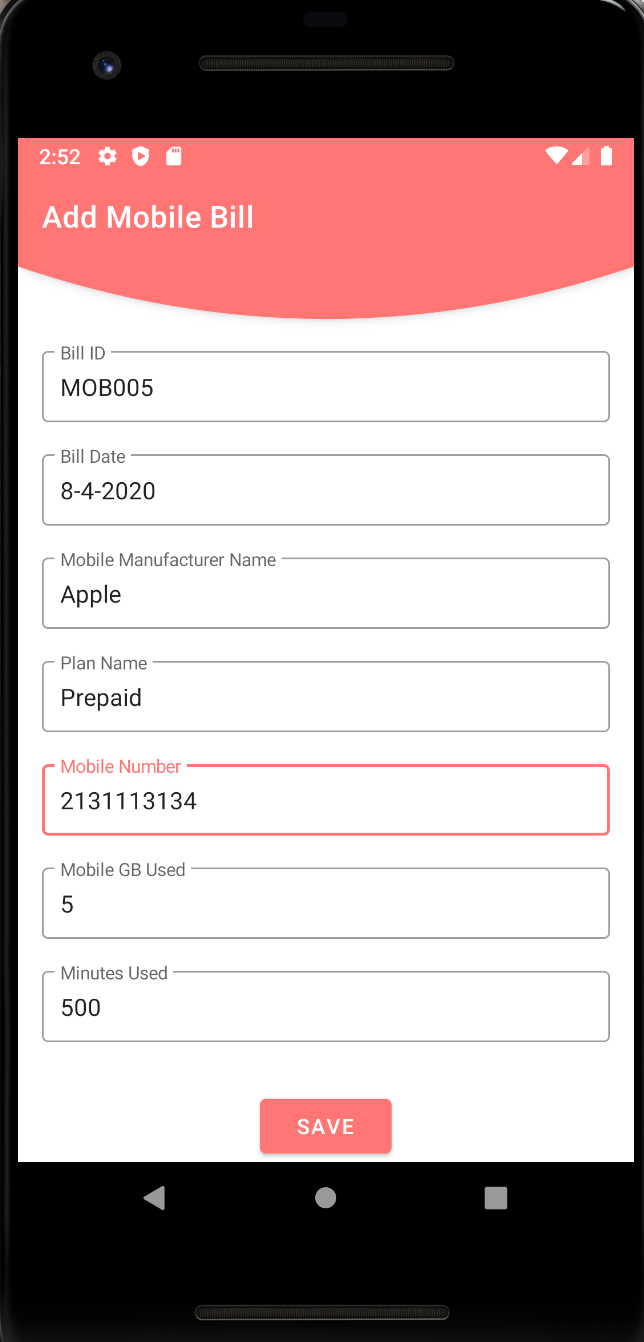 2:52
Add Mobile Bill
Bill ID
MOB005
Bill Date
8-4-2020
Mobile Manufacturer Name
Apple
Plan Name
Prepaid
Mobile Number
2131113134
Mobile GB Used
5
Minutes Used
500
SAVE